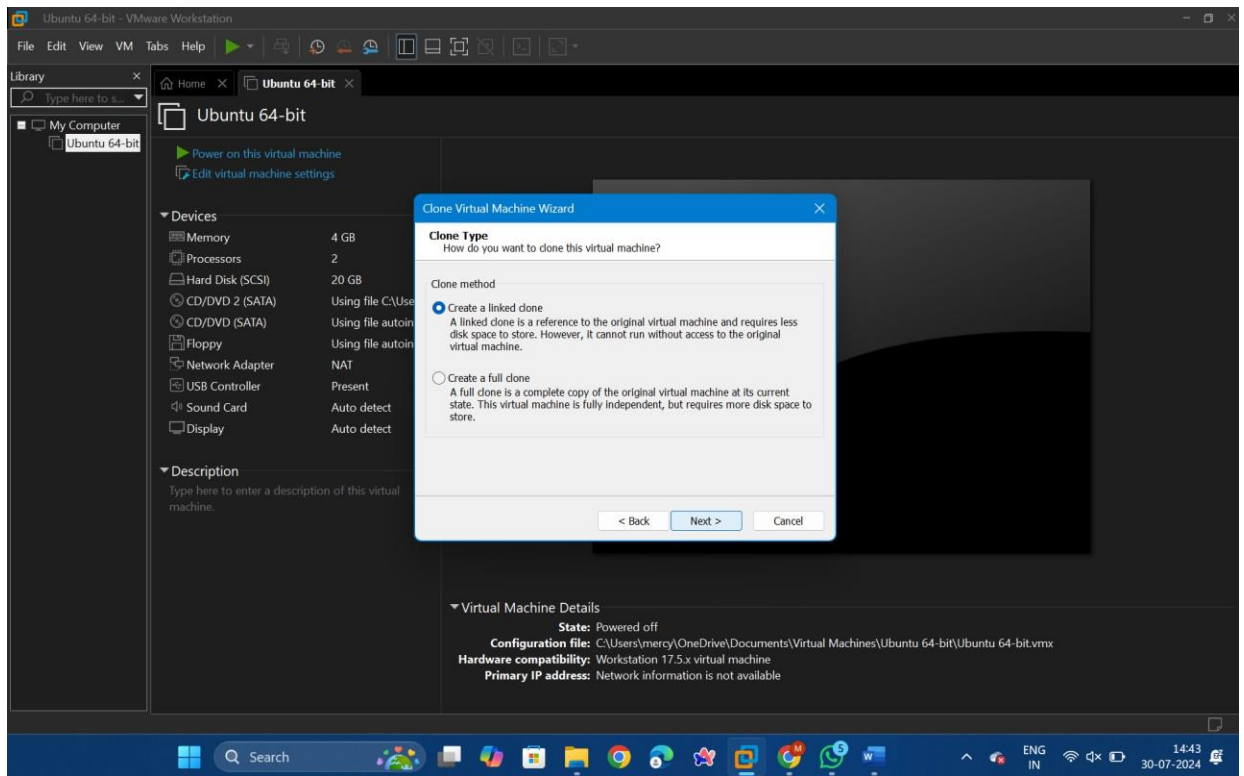 Ubuntu 64-bit - VMware Workstation
File Edit View VM Tabs Help
Library
Type here to s...
My Computer
Ubuntu 64-bit
Home
Ubuntu 64-bit
Ubuntu 64-bit
Power on this virtual machine
Edit virtual machine settings
Devices
Memory 4 GB
Processors 2
Hard Disk (SCSI) 20 GB
CD/DVD 2 (SATA) Using file C:\Use
CD/DVD (SATA) Using file autoin
Floppy Using file autoin
Network Adapter NAT
USB Controller Present
Sound Card Auto detect
Display Auto detect
Description
Type here to enter a description of this virtual
machine.
Clone Virtual Machine Wizard
Clone Type
How do you want to clone this virtual machine?
Clone method
Create a linked clone
A linked clone is a reference to the original virtual machine and requires less
disk space to store. However, it cannot run without access to the original
virtual machine.
Create a full clone
A full clone is a complete copy of the original virtual machine at its current
state. This virtual machine is fully independent, but requires more disk space to
store.
< Back Next > Cancel
Virtual Machine Details
State: Powered off
Configuration file: C:\Users\mercy\OneDrive\Documents\Virtual Machines\Ubuntu 64-bit\Ubuntu 64-bit.vmx
Hardware compatibility: Workstation 17.5.x virtual machine
Primary IP address: Network information is not available
Search
M
5
W
ENG
IN
14:43
30-07-2024